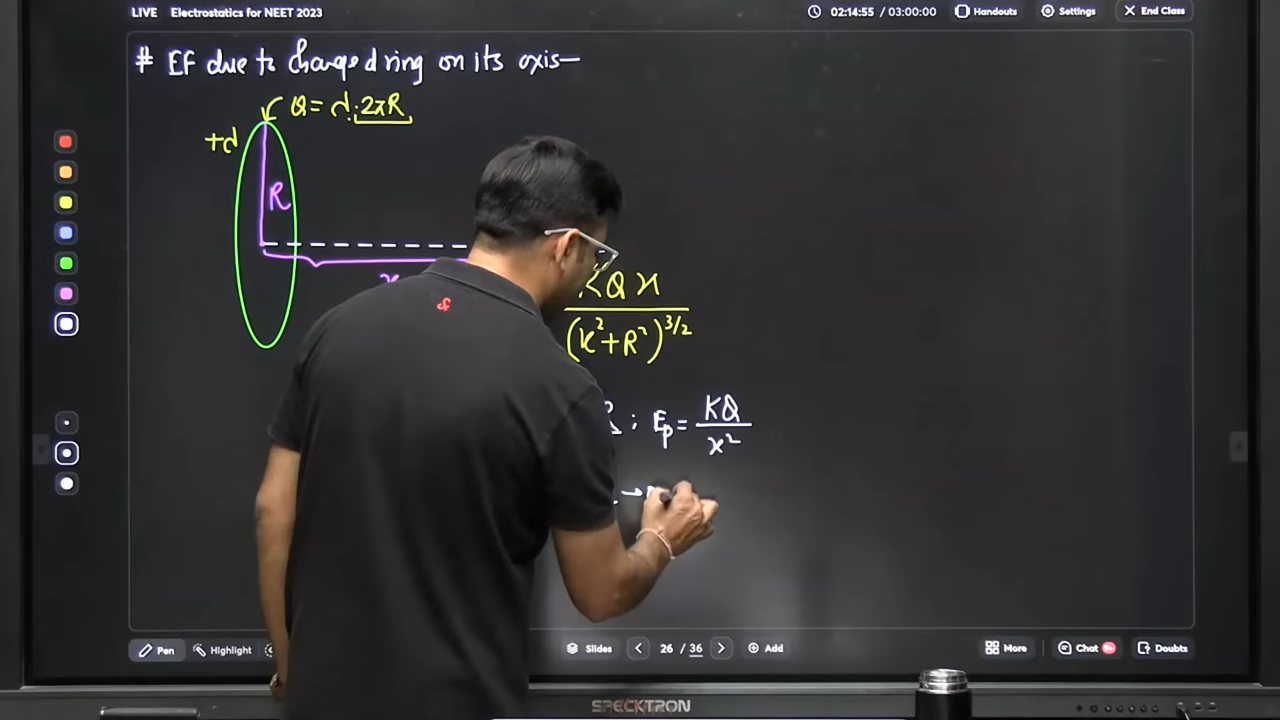 LIVE Electrostatics for NEET 2023
02:14:55 / 03:00:00 Handouts Settings End Class
# EF due to charged ring on its axis—
Q = λ.2πR
+λ
R
x
KQx
(x²+R²)^3/2
; Ep = KQ
x²
→
Pen Highlight Slides 26 / 36 Add More Chat Doubts
SPECKTRON